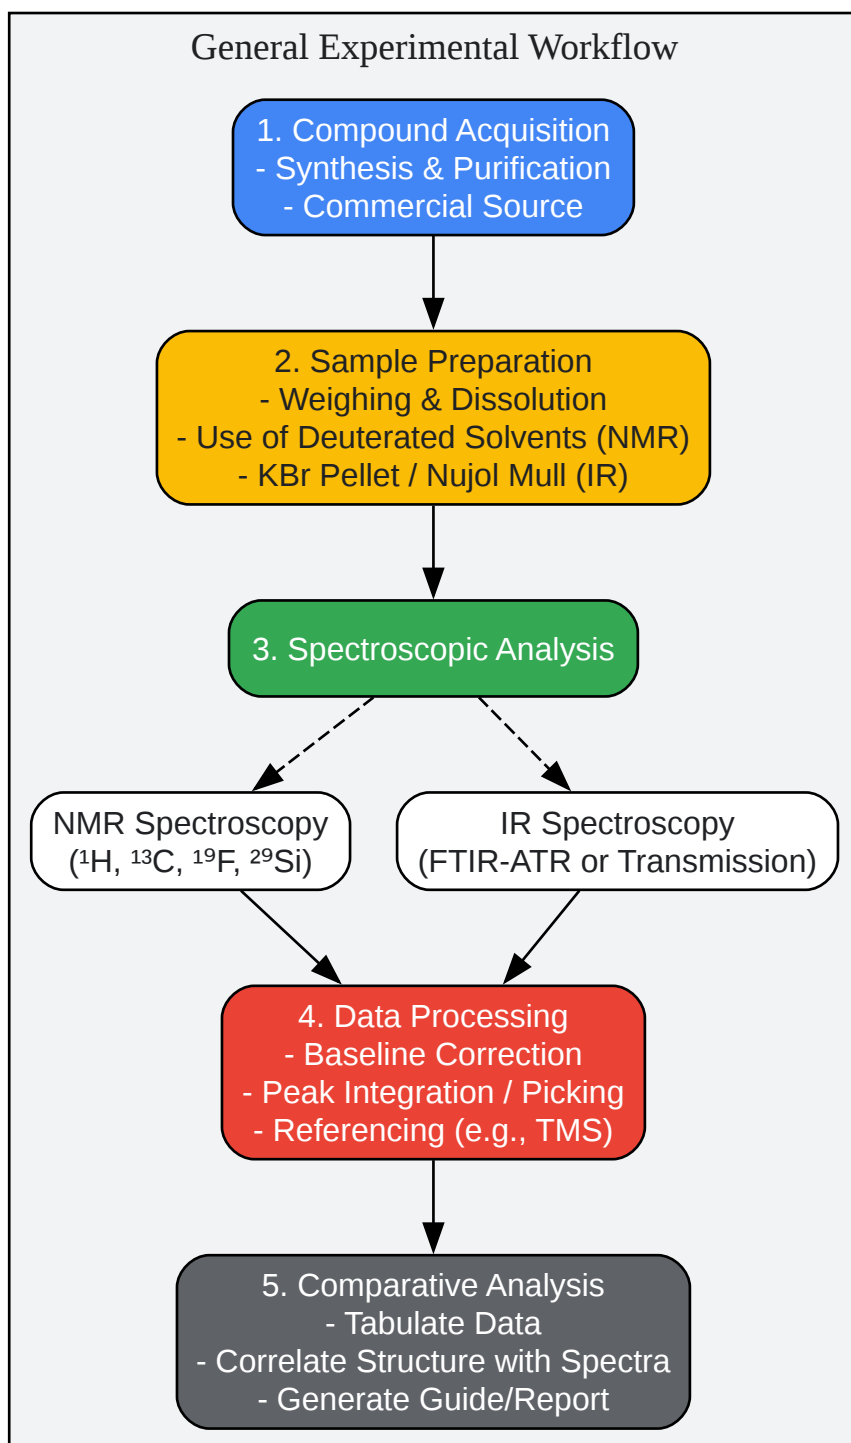 General Experimental Workflow
1. Compound Acquisition
- Synthesis & Purification
- Commercial Source
2. Sample Preparation
- Weighing & Dissolution
- Use of Deuterated Solvents (NMR)
- KBr Pellet / Nujol Mull (IR)
3. Spectroscopic Analysis
NMR Spectroscopy
(¹H, ¹³C, ¹⁹F, ²⁹Si)
IR Spectroscopy
(FTIR-ATR or Transmission)
4. Data Processing
- Baseline Correction
- Peak Integration / Picking
- Referencing (e.g., TMS)
5. Comparative Analysis
- Tabulate Data
- Correlate Structure with Spectra
- Generate Guide/Report